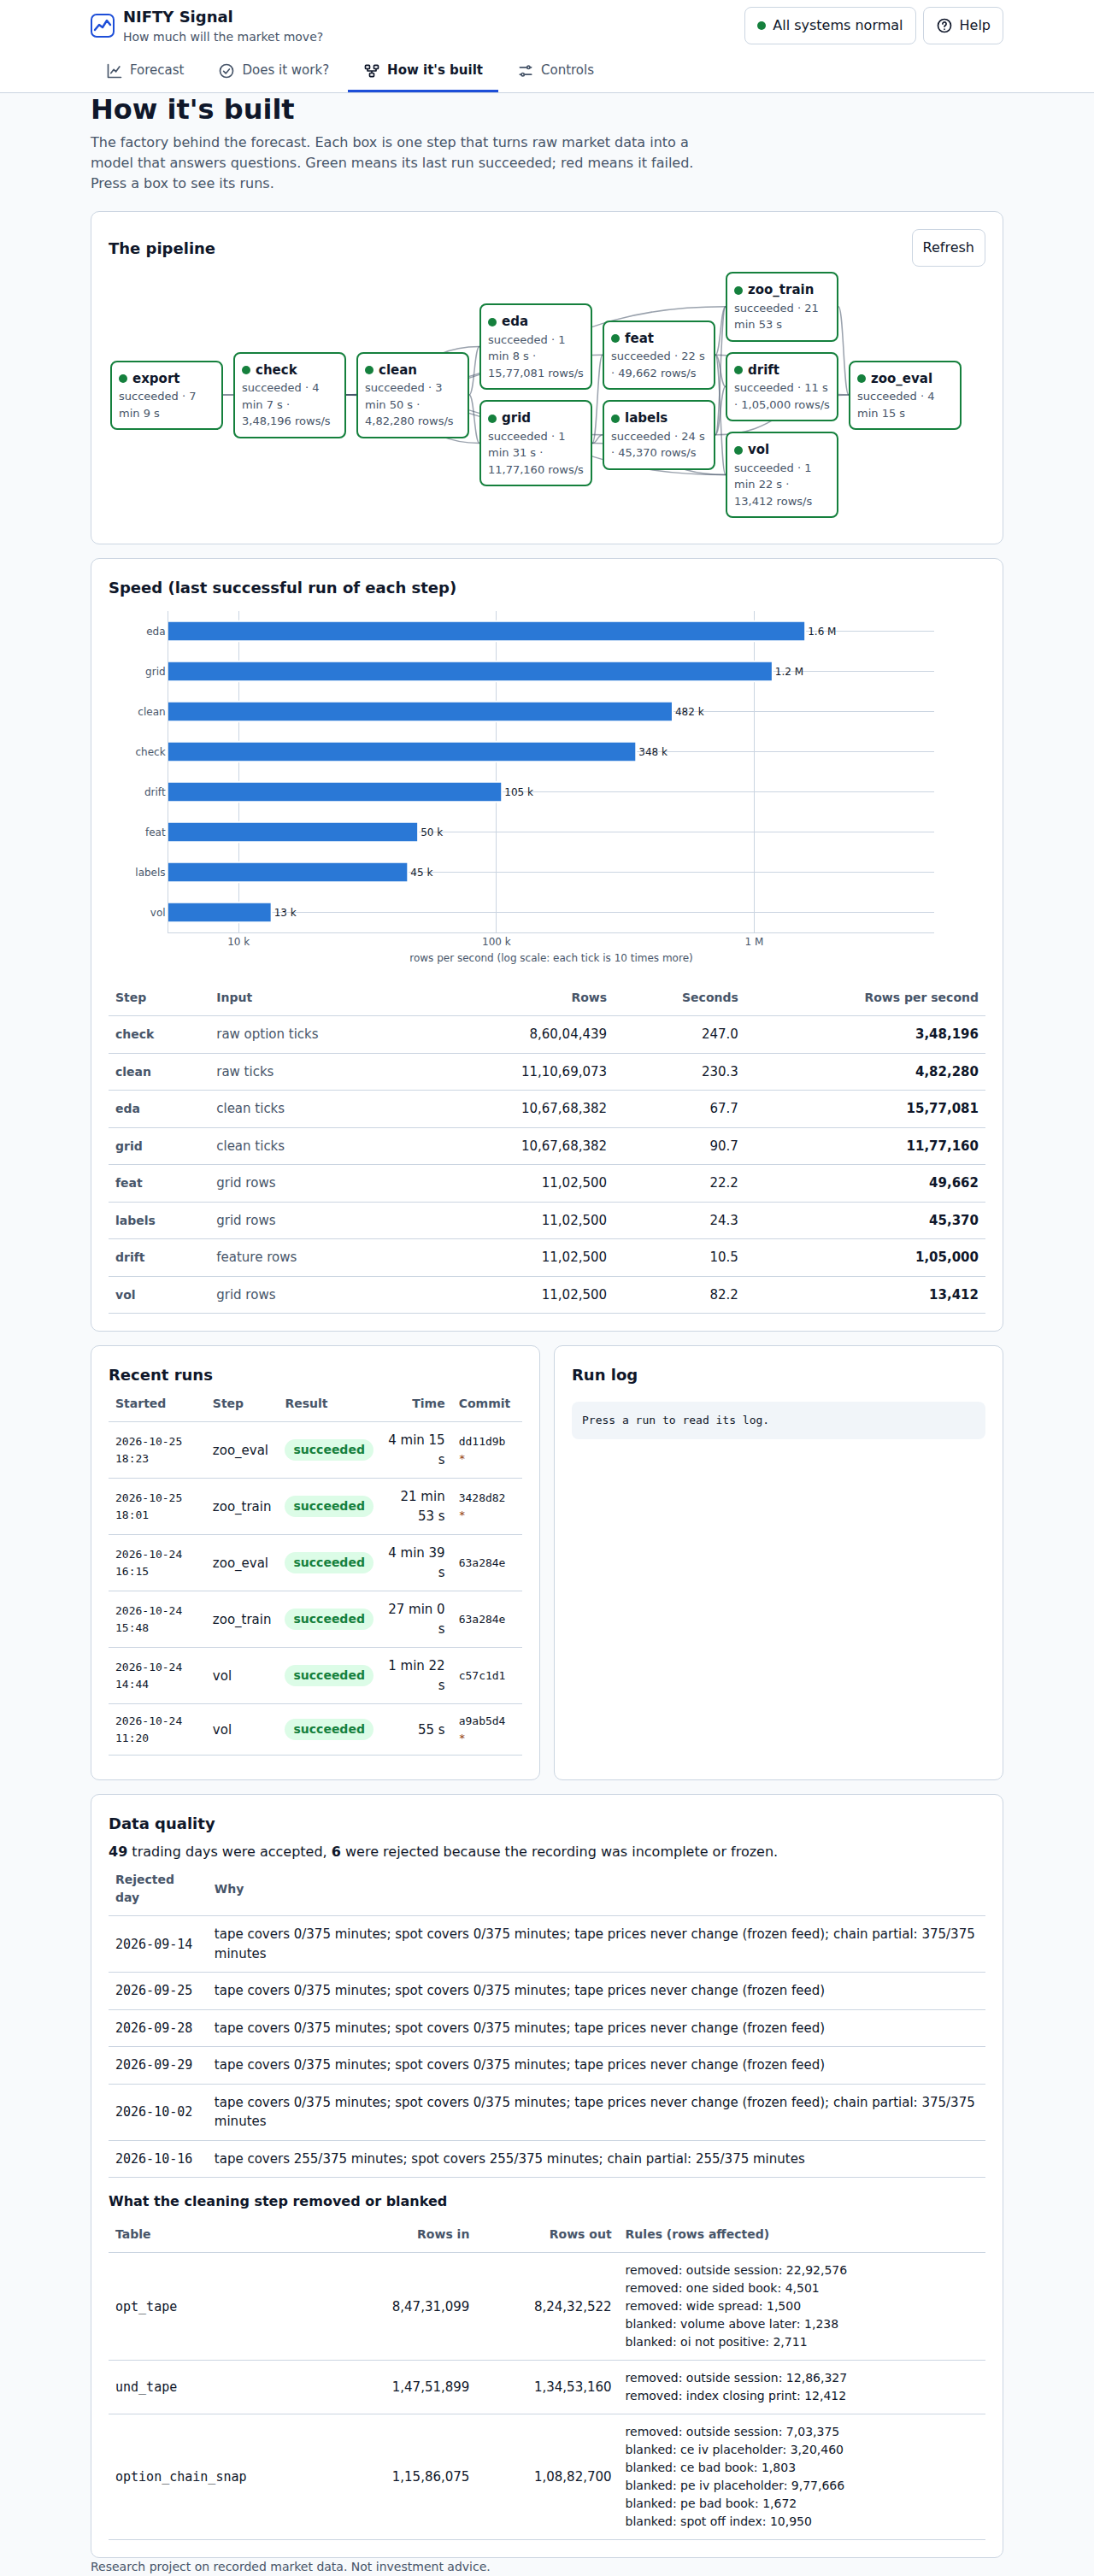 NIFTY Signal
How much will the market move?
All systems normal
Help
Forecast
Does it work?
How it's built
Controls
How it's built
The factory behind the forecast. Each box is one step that turns raw market data into a
model that answers questions. Green means its last run succeeded; red means it failed.
Press a box to see its runs.
The pipeline
Refresh
export
succeeded · 7
min 9 s
check
succeeded · 4
min 7 s ·
3,48,196 rows/s
clean
succeeded · 3
min 50 s ·
4,82,280 rows/s
eda
succeeded · 1
min 8 s ·
15,77,081 rows/s
grid
succeeded · 1
min 31 s ·
11,77,160 rows/s
feat
succeeded · 22 s
· 49,662 rows/s
labels
succeeded · 24 s
· 45,370 rows/s
zoo_train
succeeded · 21
min 53 s
drift
succeeded · 11 s
· 1,05,000 rows/s
vol
succeeded · 1
min 22 s ·
13,412 rows/s
zoo_eval
succeeded · 4
min 15 s
Speed (last successful run of each step)
eda 1.6 M
grid 1.2 M
clean 482 k
check 348 k
drift 105 k
feat 50 k
labels 45 k
vol 13 k
10 k 100 k 1 M
rows per second (log scale: each tick is 10 times more)
Step Input Rows Seconds Rows per second
check raw option ticks 8,60,04,439 247.0 3,48,196
clean raw ticks 11,10,69,073 230.3 4,82,280
eda clean ticks 10,67,68,382 67.7 15,77,081
grid clean ticks 10,67,68,382 90.7 11,77,160
feat grid rows 11,02,500 22.2 49,662
labels grid rows 11,02,500 24.3 45,370
drift feature rows 11,02,500 10.5 1,05,000
vol grid rows 11,02,500 82.2 13,412
Recent runs
Started Step Result Time Commit
2026-10-25
18:23
zoo_eval
succeeded
4 min 15
s
dd11d9b
*
2026-10-25
18:01
zoo_train
succeeded
21 min
53 s
3428d82
*
2026-10-24
16:15
zoo_eval
succeeded
4 min 39
s
63a284e
2026-10-24
15:48
zoo_train
succeeded
27 min 0
s
63a284e
2026-10-24
14:44
vol
succeeded
1 min 22
s
c57c1d1
2026-10-24
11:20
vol
succeeded
55 s
a9ab5d4
*
Run log
Press a run to read its log.
Data quality
49 trading days were accepted, 6 were rejected because the recording was incomplete or frozen.
Rejected
day
Why
2026-09-14
tape covers 0/375 minutes; spot covers 0/375 minutes; tape prices never change (frozen feed); chain partial: 375/375
minutes
2026-09-25 tape covers 0/375 minutes; spot covers 0/375 minutes; tape prices never change (frozen feed)
2026-09-28 tape covers 0/375 minutes; spot covers 0/375 minutes; tape prices never change (frozen feed)
2026-09-29 tape covers 0/375 minutes; spot covers 0/375 minutes; tape prices never change (frozen feed)
2026-10-02
tape covers 0/375 minutes; spot covers 0/375 minutes; tape prices never change (frozen feed); chain partial: 375/375
minutes
2026-10-16 tape covers 255/375 minutes; spot covers 255/375 minutes; chain partial: 255/375 minutes
What the cleaning step removed or blanked
Table Rows in Rows out Rules (rows affected)
opt_tape 8,47,31,099 8,24,32,522
removed: outside session: 22,92,576
removed: one sided book: 4,501
removed: wide spread: 1,500
blanked: volume above later: 1,238
blanked: oi not positive: 2,711
und_tape 1,47,51,899 1,34,53,160
removed: outside session: 12,86,327
removed: index closing print: 12,412
option_chain_snap 1,15,86,075 1,08,82,700
removed: outside session: 7,03,375
blanked: ce iv placeholder: 3,20,460
blanked: ce bad book: 1,803
blanked: pe iv placeholder: 9,77,666
blanked: pe bad book: 1,672
blanked: spot off index: 10,950
Research project on recorded market data. Not investment advice.